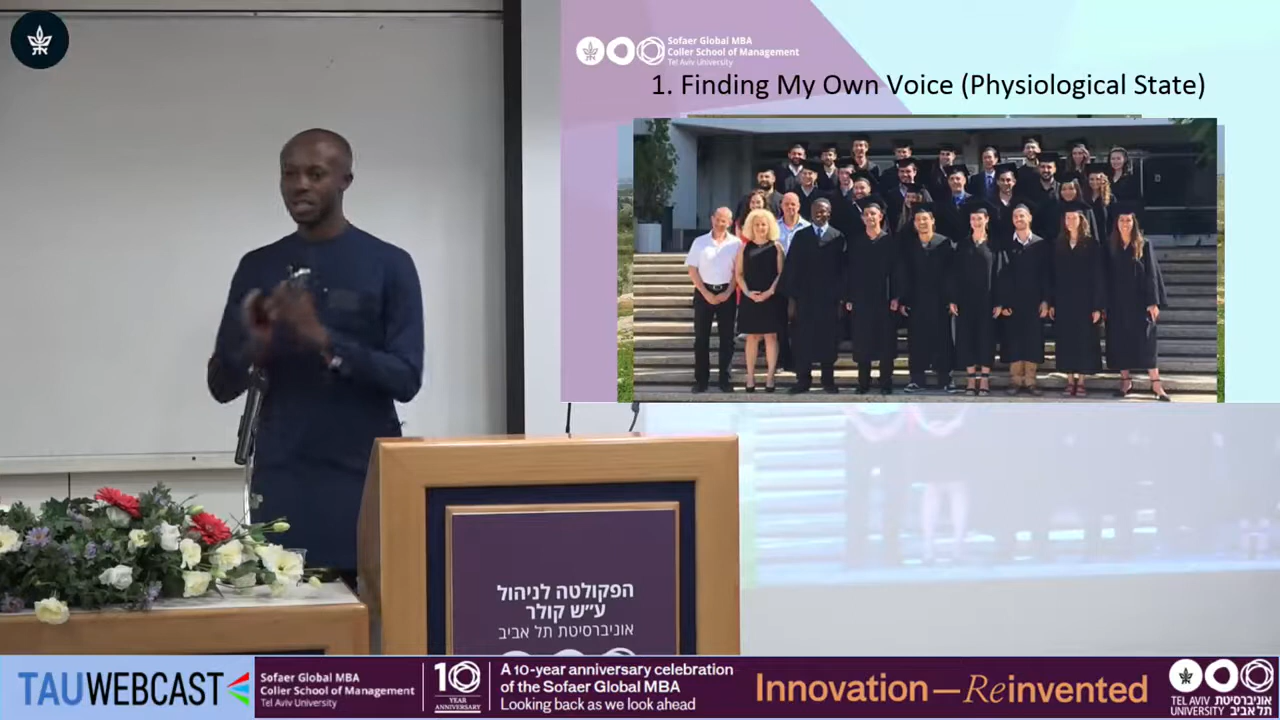 Sofaer Global MBA
Coller School of Management
Tel Aviv University
1. Finding My Own Voice (Physiological State)
הפקולטה לניהול
ע״ש קולר
אוניברסיטת תל אביב
TAUWEBCAST
Sofaer Global MBA
Coller School of Management
Tel Aviv University
10
YEAR
ANNIVERSARY
A 10-year anniversary celebration
of the Sofaer Global MBA
Looking back as we look ahead
Innovation—Reinvented
TEL AVIV אוניברסיטת
UNIVERSITY תל אביב